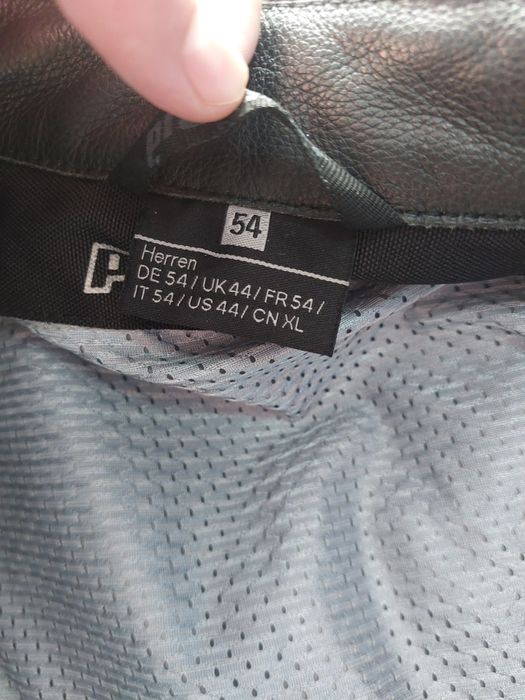 54
Herren
DE 54 / UK 44 / FR 54 /
IT 54 / US 44 / CN XL
P